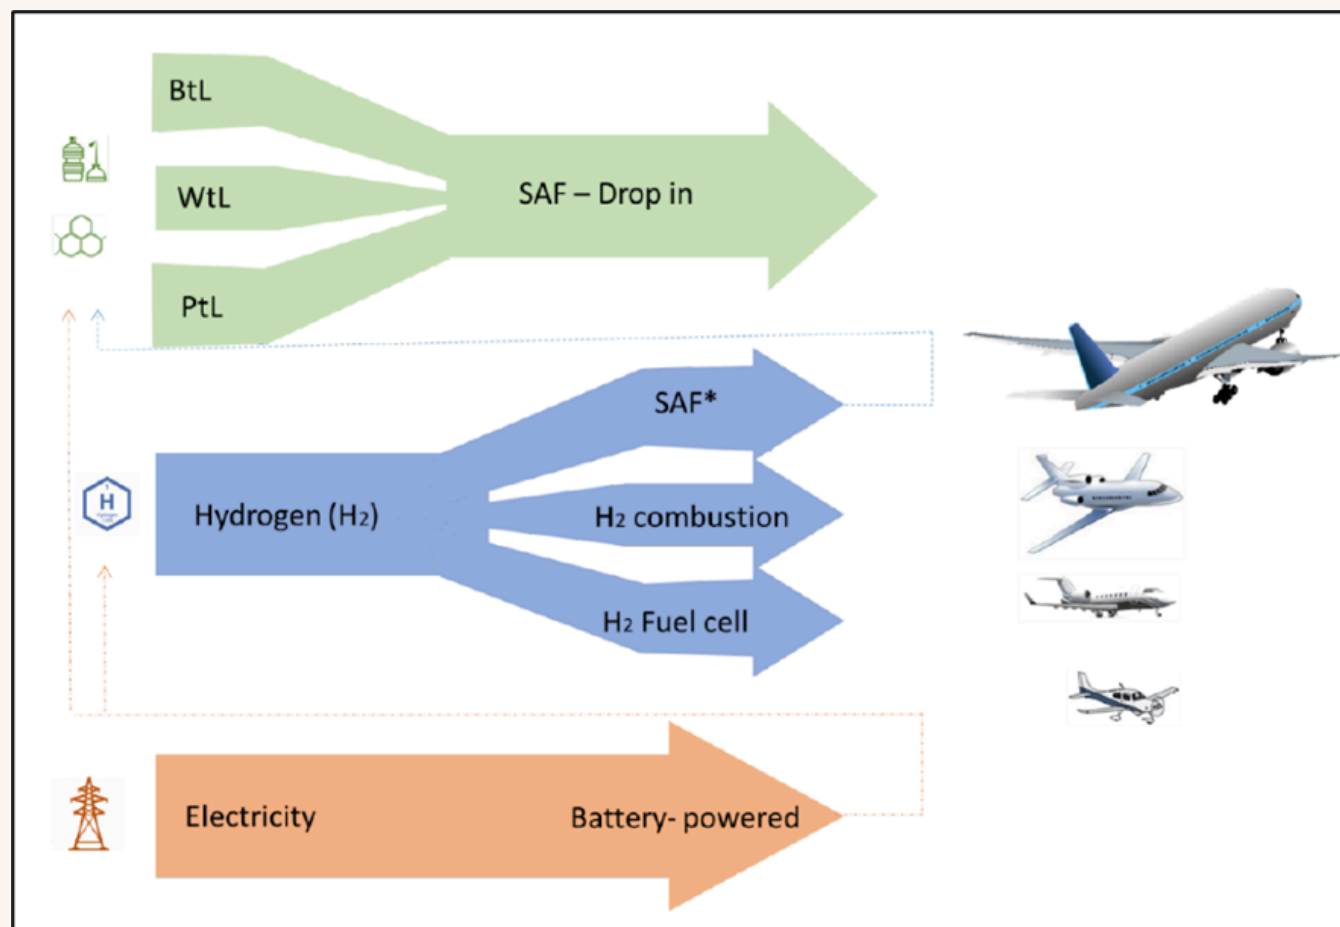 BtL
WtL
SAF – Drop in
PtL
SAF*
H
Hydrogen (H₂)
H₂ combustion
H₂ Fuel cell
Electricity
Battery- powered